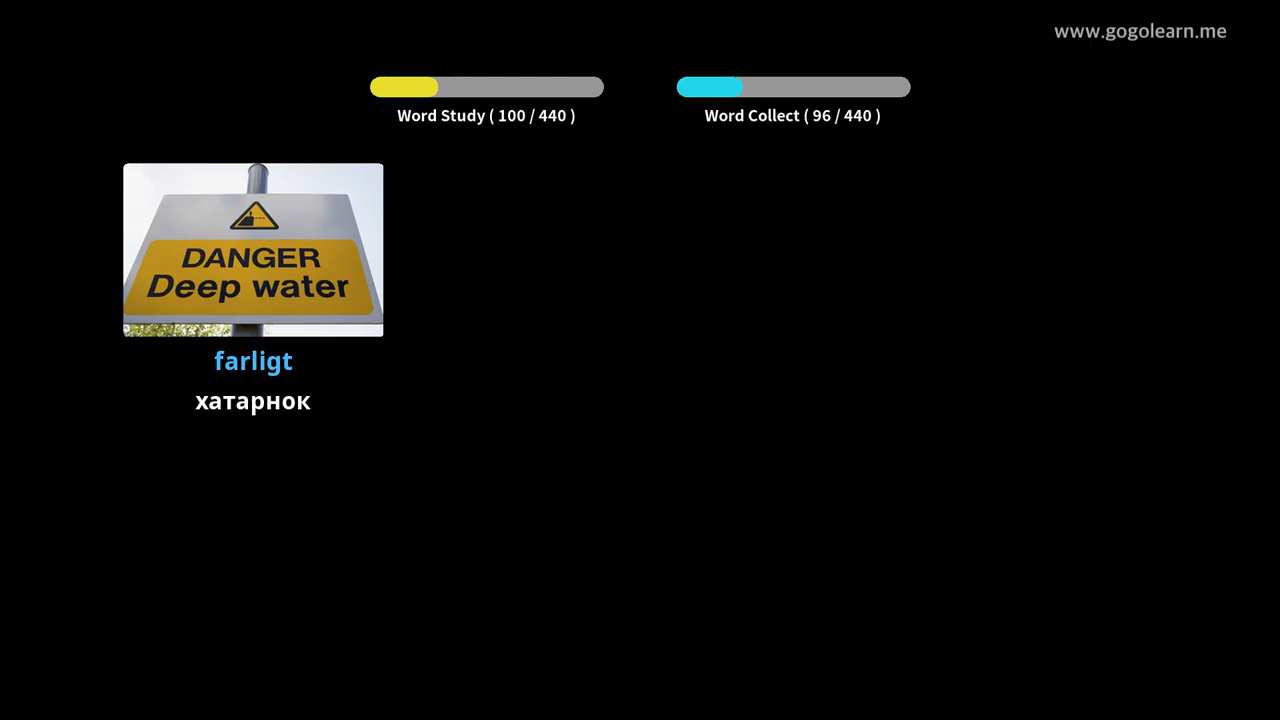 www.gogolearn.me
Word Study ( 100 / 440 )
Word Collect ( 96 / 440 )
DANGER
Deep water
farligt
хатарнок